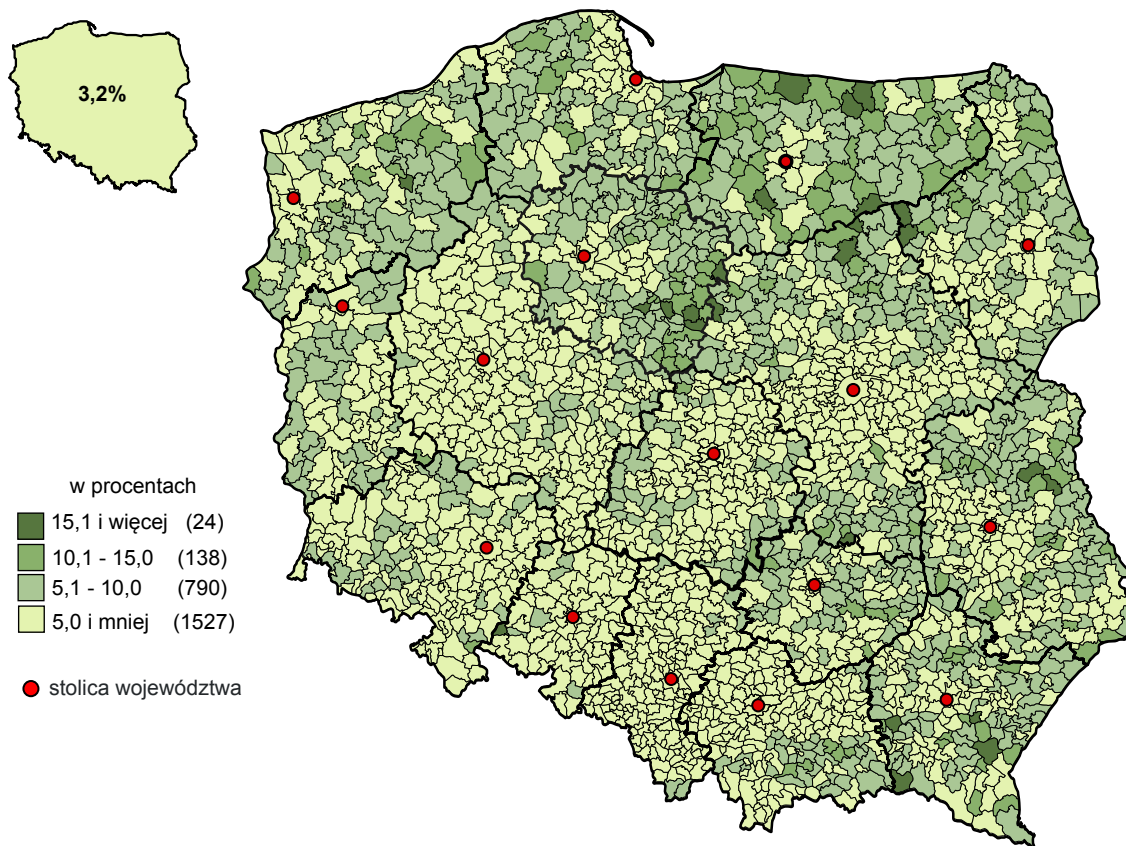 3,2%
w procentach
15,1 i więcej (24)
10,1 - 15,0 (138)
5,1 - 10,0 (790)
5,0 i mniej (1527)
stolica województwa